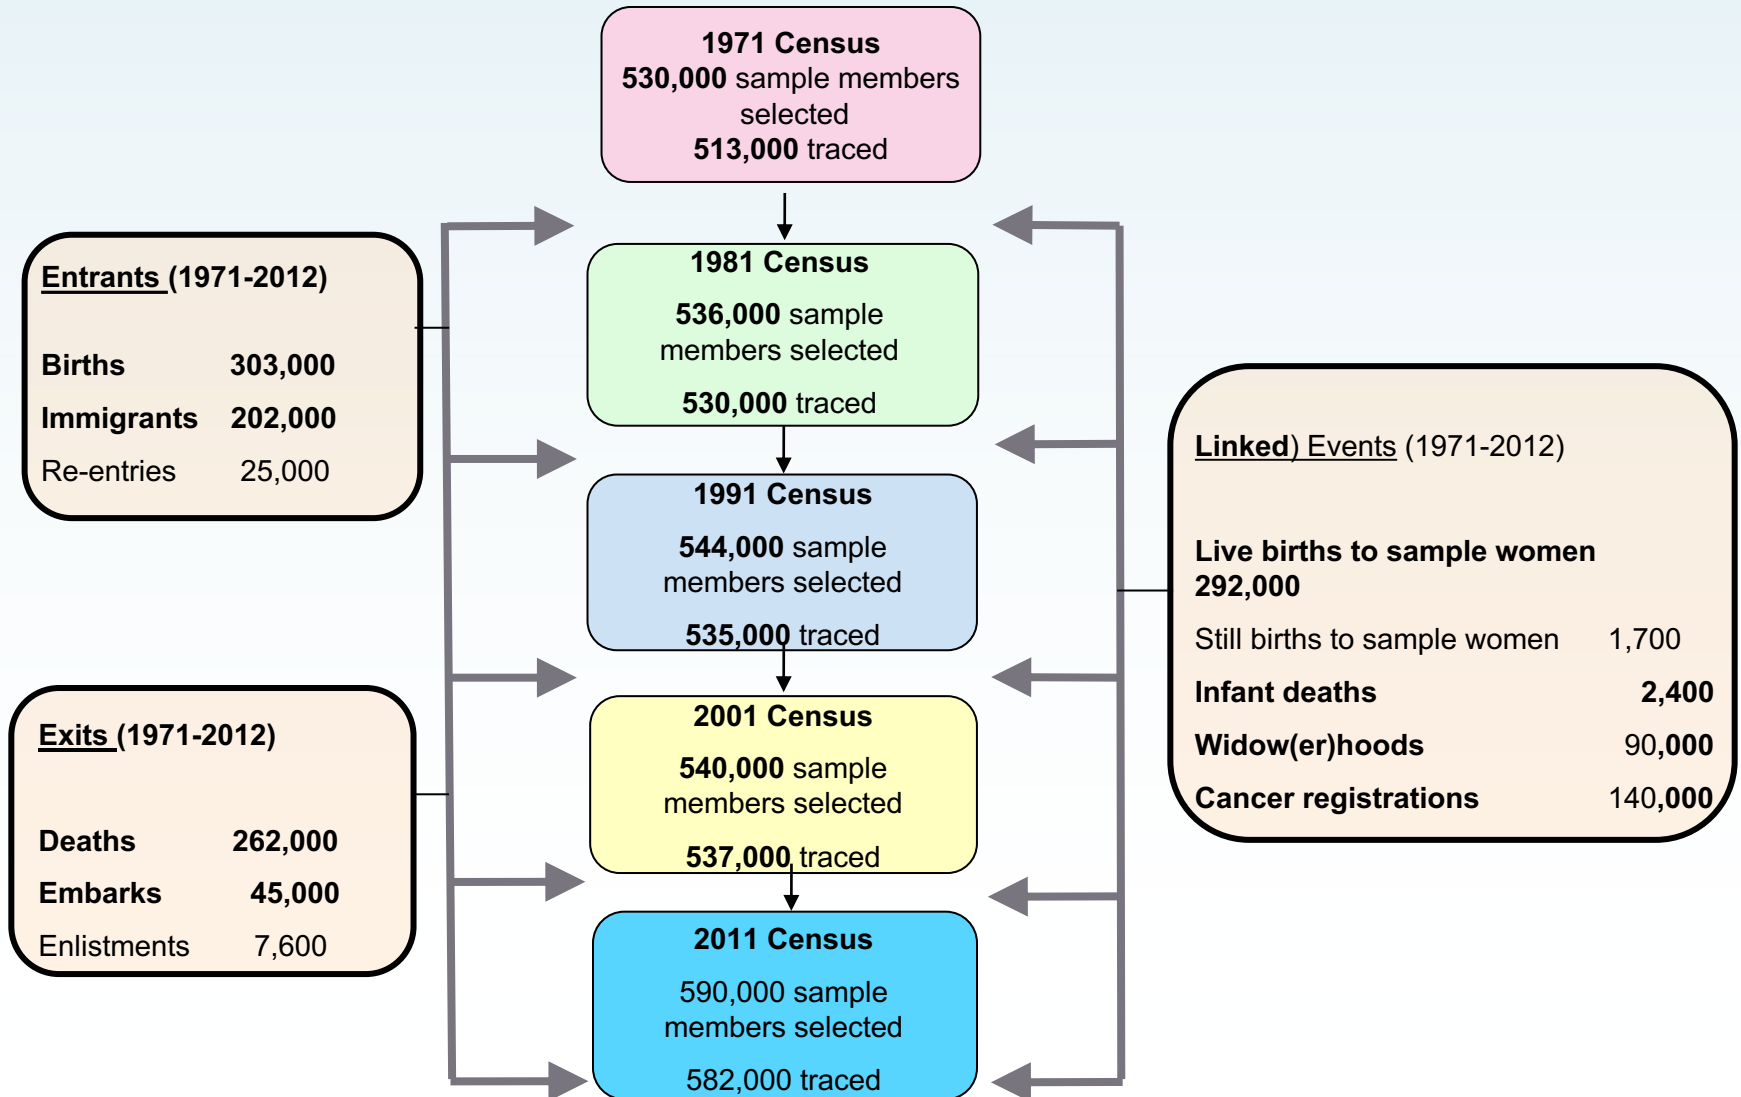 1971 Census
530,000 sample members
selected
513,000 traced
Entrants (1971-2012)
Births 303,000
Immigrants 202,000
Re-entries 25,000
1981 Census
536,000 sample
members selected
530,000 traced
1991 Census
544,000 sample
members selected
535,000 traced
Linked) Events (1971-2012)
Live births to sample women
292,000
Still births to sample women 1,700
Infant deaths 2,400
Widow(er)hoods 90,000
Cancer registrations 140,000
Exits (1971-2012)
Deaths 262,000
Embarks 45,000
Enlistments 7,600
2001 Census
540,000 sample
members selected
537,000 traced
2011 Census
590,000 sample
members selected
582,000 traced